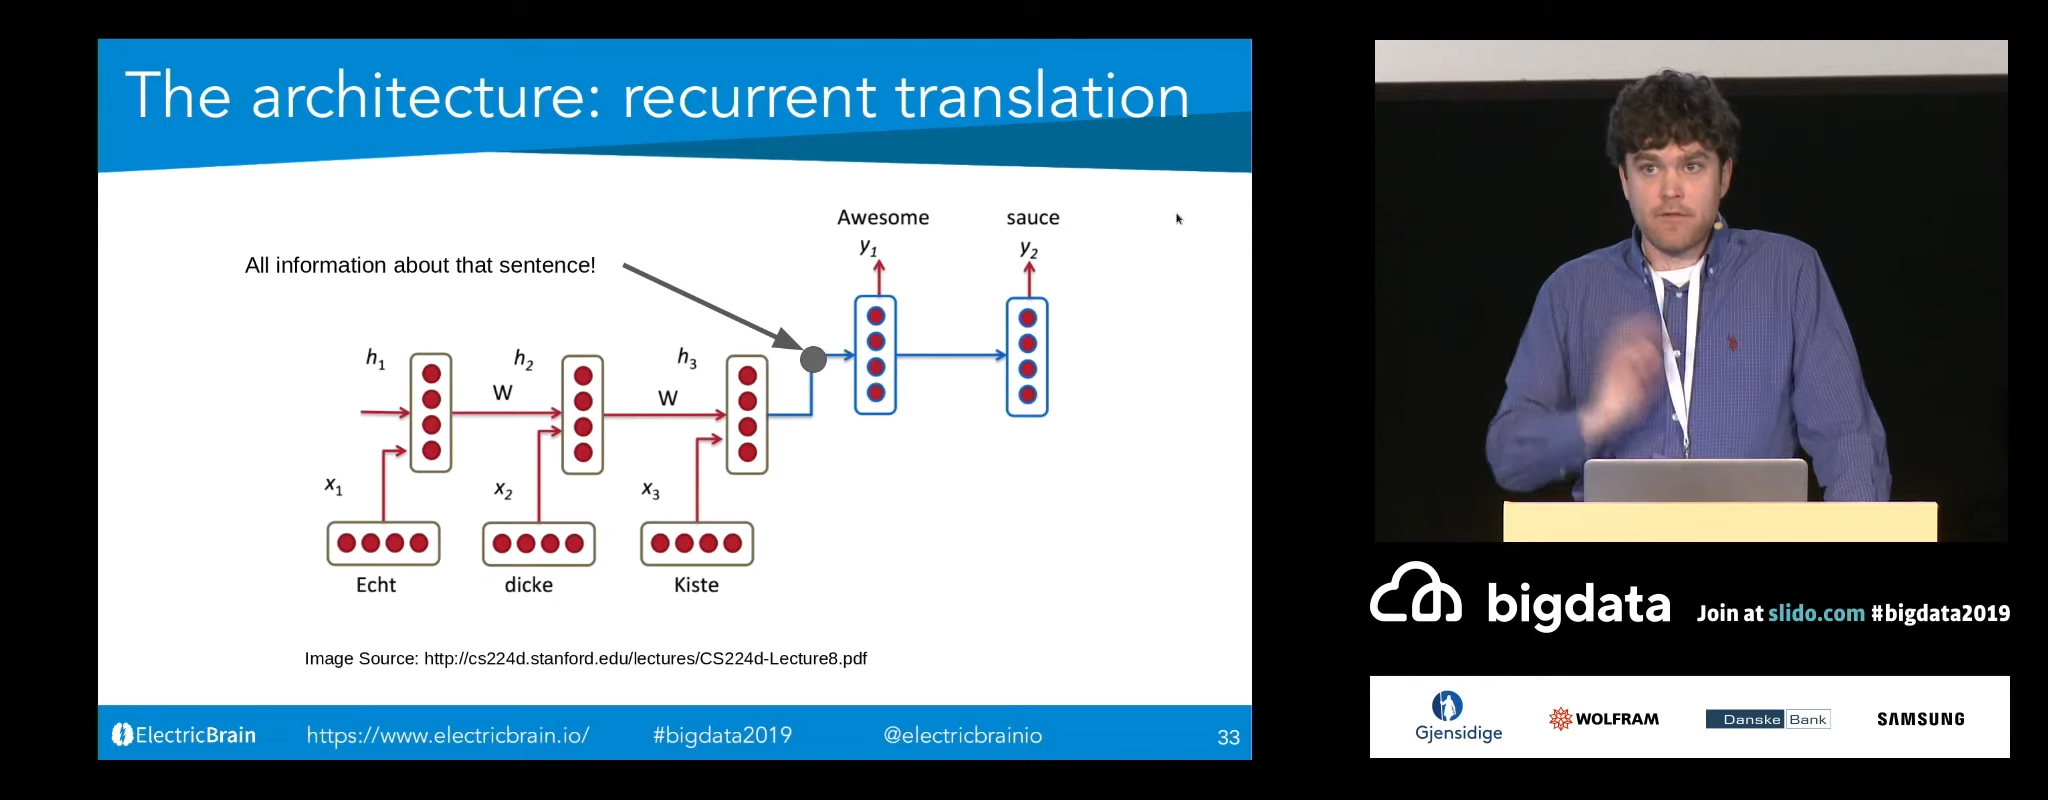 The architecture: recurrent translation
Awesome
sauce
y1
y2
All information about that sentence!
h1
h2
h3
W
W
x1
x2
x3
Echt
dicke
Kiste
Image Source: http://cs224d.stanford.edu/lectures/CS224d-Lecture8.pdf
ElectricBrain
https://www.electricbrain.io/
#bigdata2019
@electricbrainio
33
bigdata
Join at slido.com #bigdata2019
Gjensidige
WOLFRAM
Danske Bank
SAMSUNG